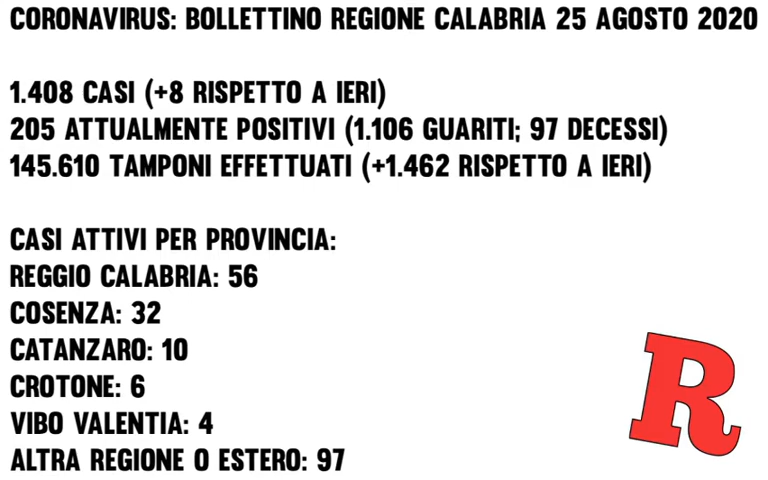 CORONAVIRUS: BOLLETTINO REGIONE CALABRIA 25 AGOSTO 2020
1.408 CASI (+8 RISPETTO A IERI)
205 ATTUALMENTE POSITIVI (1.106 GUARITI; 97 DECESSI)
145.610 TAMPONI EFFETTUATI (+1.462 RISPETTO A IERI)
CASI ATTIVI PER PROVINCIA:
REGGIO CALABRIA: 56
COSENZA: 32
CATANZARO: 10
CROTONE: 6
VIBO VALENTIA: 4
ALTRA REGIONE O ESTERO: 97
R